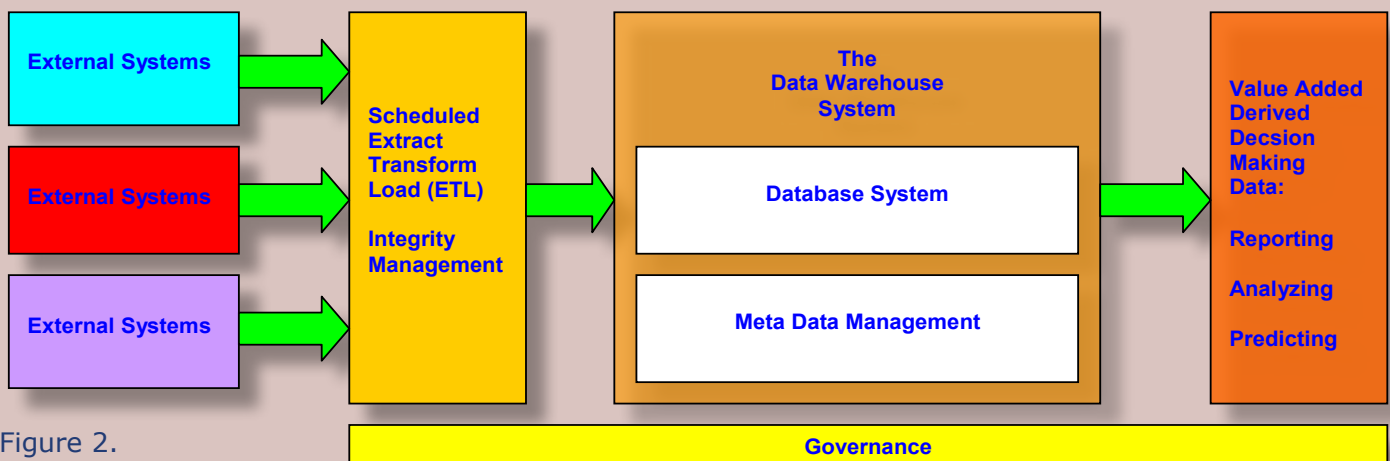 External Systems
External Systems
External Systems
Scheduled
Extract
Transform
Load (ETL)
Integrity
Management
The
Data Warehouse
System
Database System
Meta Data Management
Value Added
Derived
Decsion
Making
Data:
Reporting
Analyzing
Predicting
Figure 2.
Governance